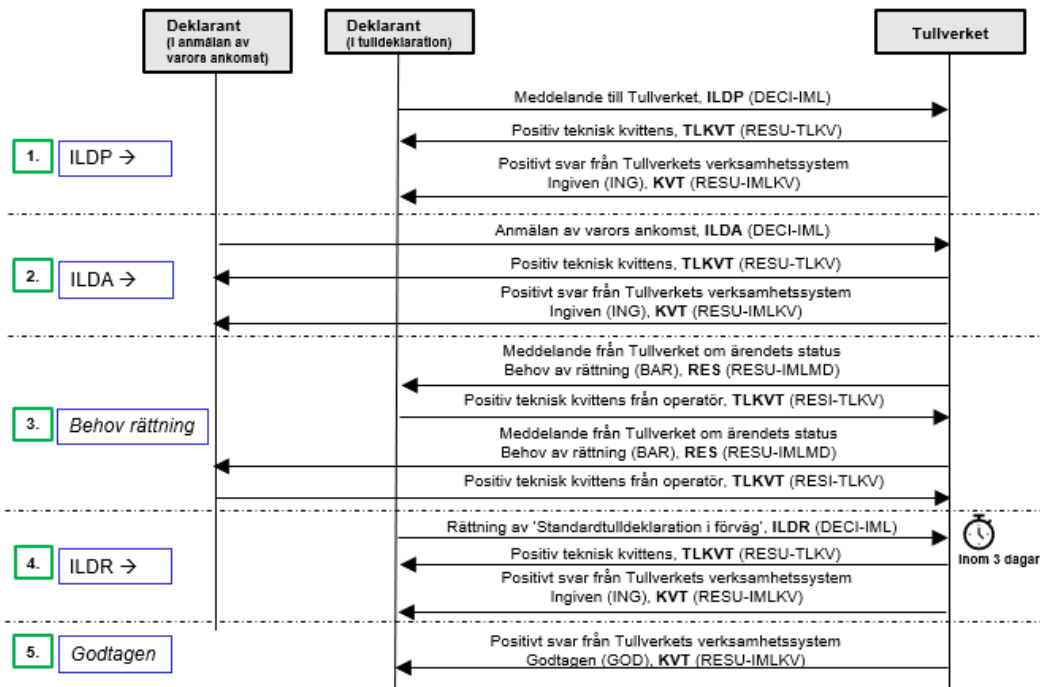 Deklarant
(I anmälan av
varors ankomst)
Deklarant
(I tulldeklaration)
Tullverket
Meddelande till Tullverket, ILDP (DECI-IML)
Positiv teknisk kvittens, TLKVT (RESU-TLKV)
1.
ILDP →
Positivt svar från Tullverkets verksamhetssystem
Ingiven (ING), KVT (RESU-IMLKV)
Anmälan av varors ankomst, ILDA (DECI-IML)
2.
ILDA →
Positiv teknisk kvittens, TLKVT (RESU-TLKV)
Positivt svar från Tullverkets verksamhetssystem
Ingiven (ING), KVT (RESU-IMLKV)
Meddelande från Tullverket om ärendets status
Behov av rättning (BAR), RES (RESU-IMLMD)
Positiv teknisk kvittens från operatör, TLKVT (RESI-TLKV)
3.
Behov rättning
Meddelande från Tullverket om ärendets status
Behov av rättning (BAR), RES (RESU-IMLMD)
Positiv teknisk kvittens från operatör, TLKVT (RESI-TLKV)
Rättning av 'Standardtulldeklaration i förväg', ILDR (DECI-IML)
Inom 3 dagar
4.
ILDR →
Positiv teknisk kvittens, TLKVT (RESU-TLKV)
Positivt svar från Tullverkets verksamhetssystem
Ingiven (ING), KVT (RESU-IMLKV)
5.
Godtagen
Positivt svar från Tullverkets verksamhetssystem
Godtagen (GOD), KVT (RESU-IMLKV)